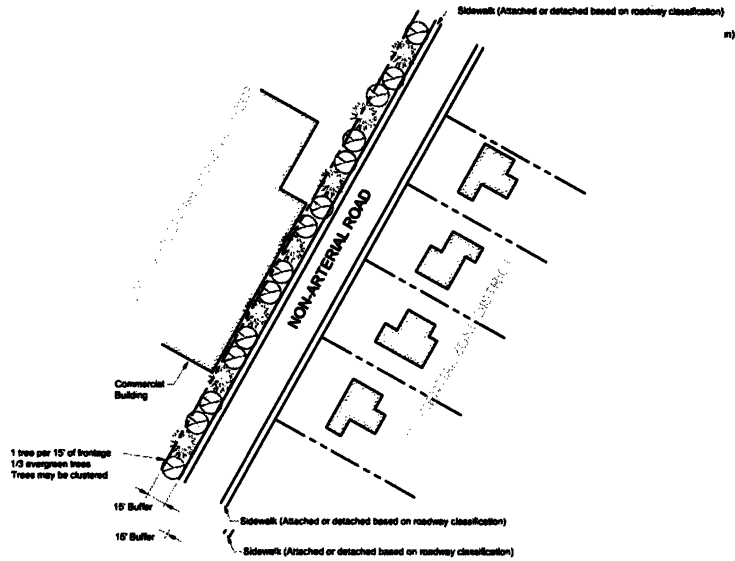 Sidewalk (Attached or detached based on roadway classification)
n)
NON-ARTERIAL ROAD
DISTRICT
Commercial
Building
1 tree per 15' of frontage
1/3 evergreen trees
Trees may be clustered
15' Buffer
Sidewalk (Attached or detached based on roadway classification)
15' Buffer
Sidewalk (Attached or detached based on roadway classification)